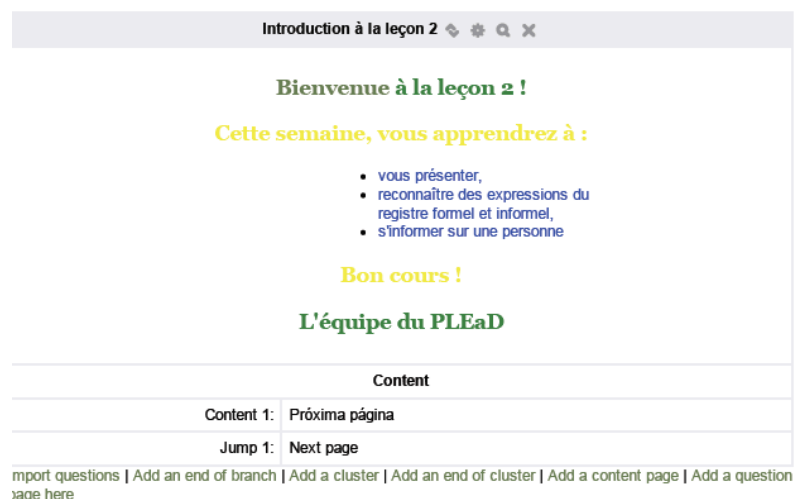 Introduction à la leçon 2
Bienvenue à la leçon 2 !
Cette semaine, vous apprendrez à :
vous présenter,
reconnaître des expressions du
registre formel et informel,
s'informer sur une personne
Bon cours !
L'équipe du PLEaD
Content
Content 1: Próxima página
Jump 1: Next page
mport questions | Add an end of branch | Add a cluster | Add an end of cluster | Add a content page | Add a question
page here